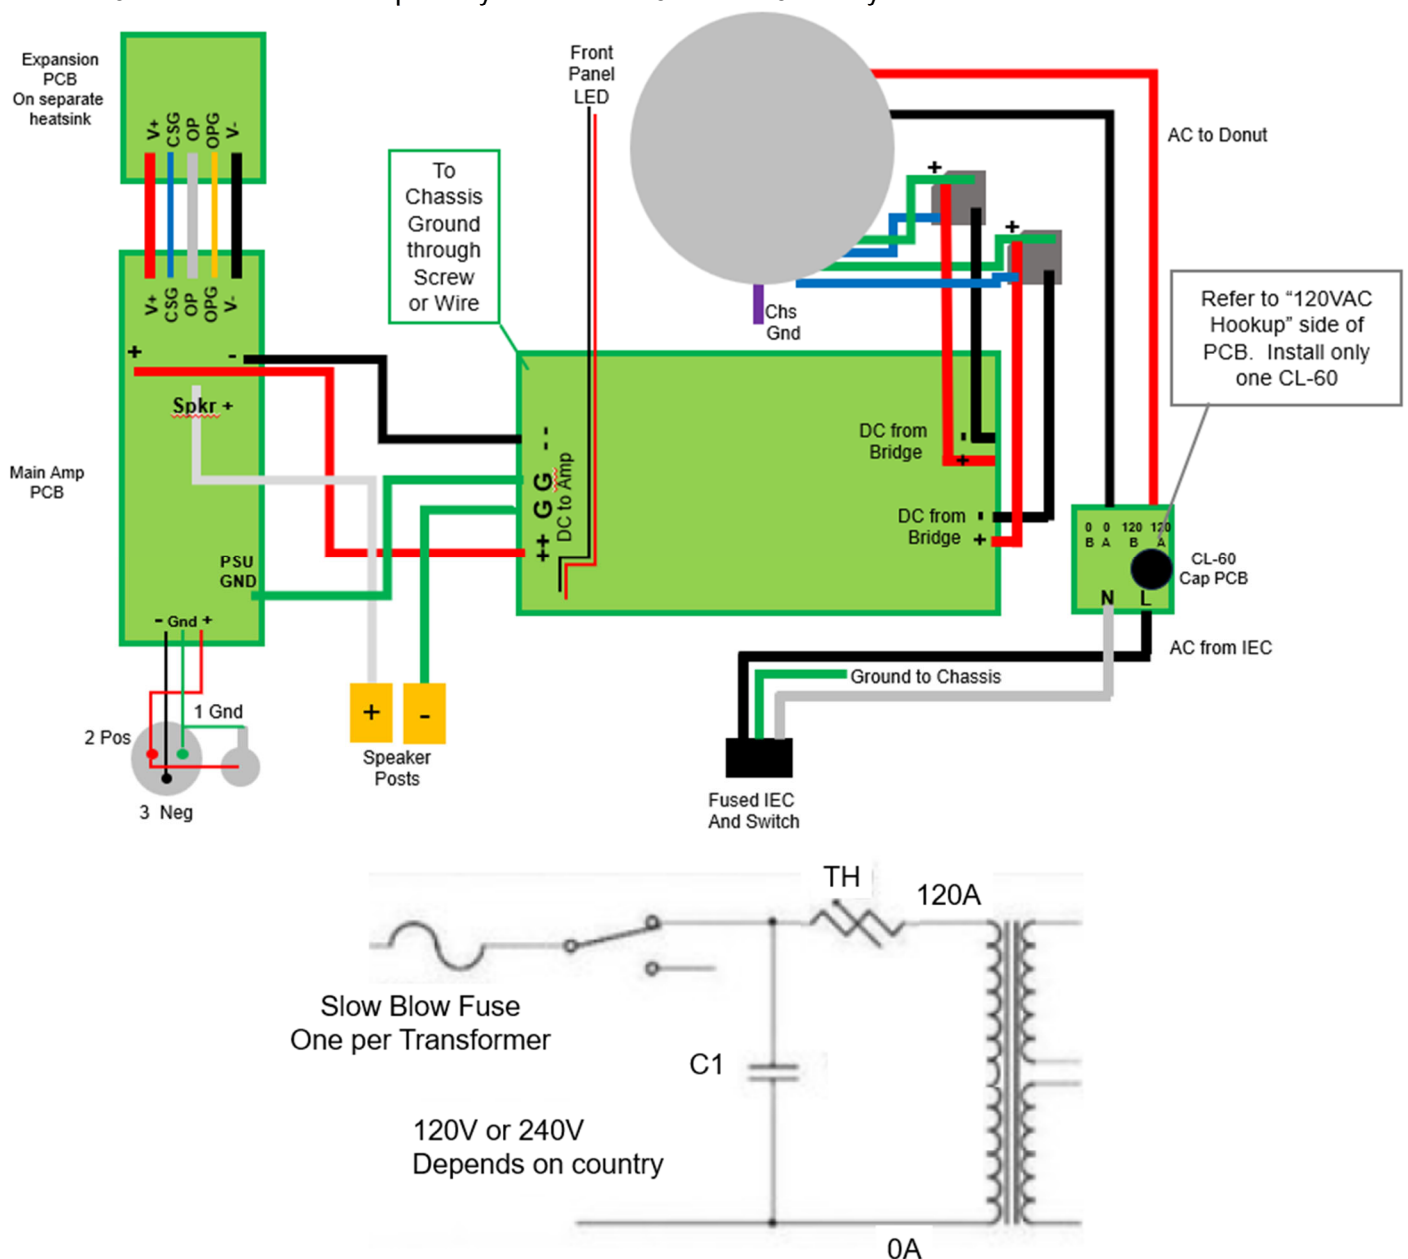 Expansion
PCB
On separate
heatsink
V+
CSG
OP
OPG
V-
V+
CSG
OP
OPG
V-
+
-
Spkr +
Main Amp
PCB
PSU
GND
- Gnd +
1 Gnd
2 Pos
3 Neg
To
Chassis
Ground
through
Screw
or Wire
Front
Panel
LED
+
-
Speaker
Posts
- -
G G
++
DC to Amp
Chs
Gnd
+
+
DC from
Bridge
-
+
DC from
Bridge
-
+
AC to Donut
Refer to “120VAC
Hookup” side of
PCB. Install only
one CL-60
0 0 120 120
B A B A
N L
CL-60
Cap PCB
AC from IEC
Ground to Chassis
Fused IEC
And Switch
TH
120A
Slow Blow Fuse
One per Transformer
C1
120V or 240V
Depends on country
0A